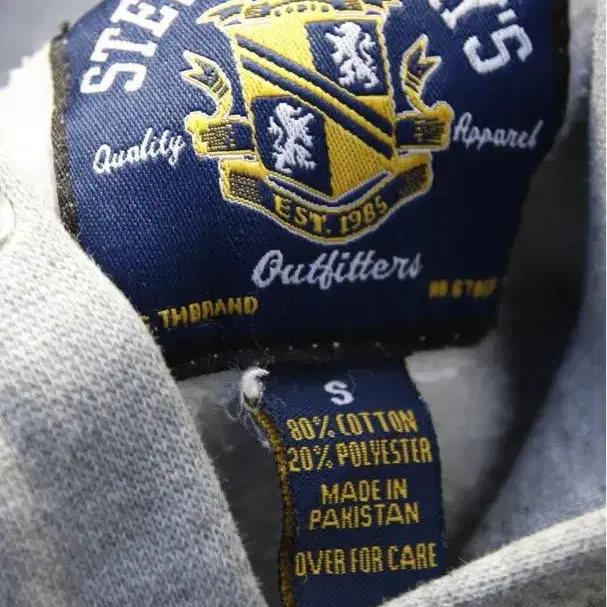 Quality Apparel
EST. 1985
Outfitters
S
80% COTTON
20% POLYESTER
MADE IN
PAKISTAN
OVER FOR CARE